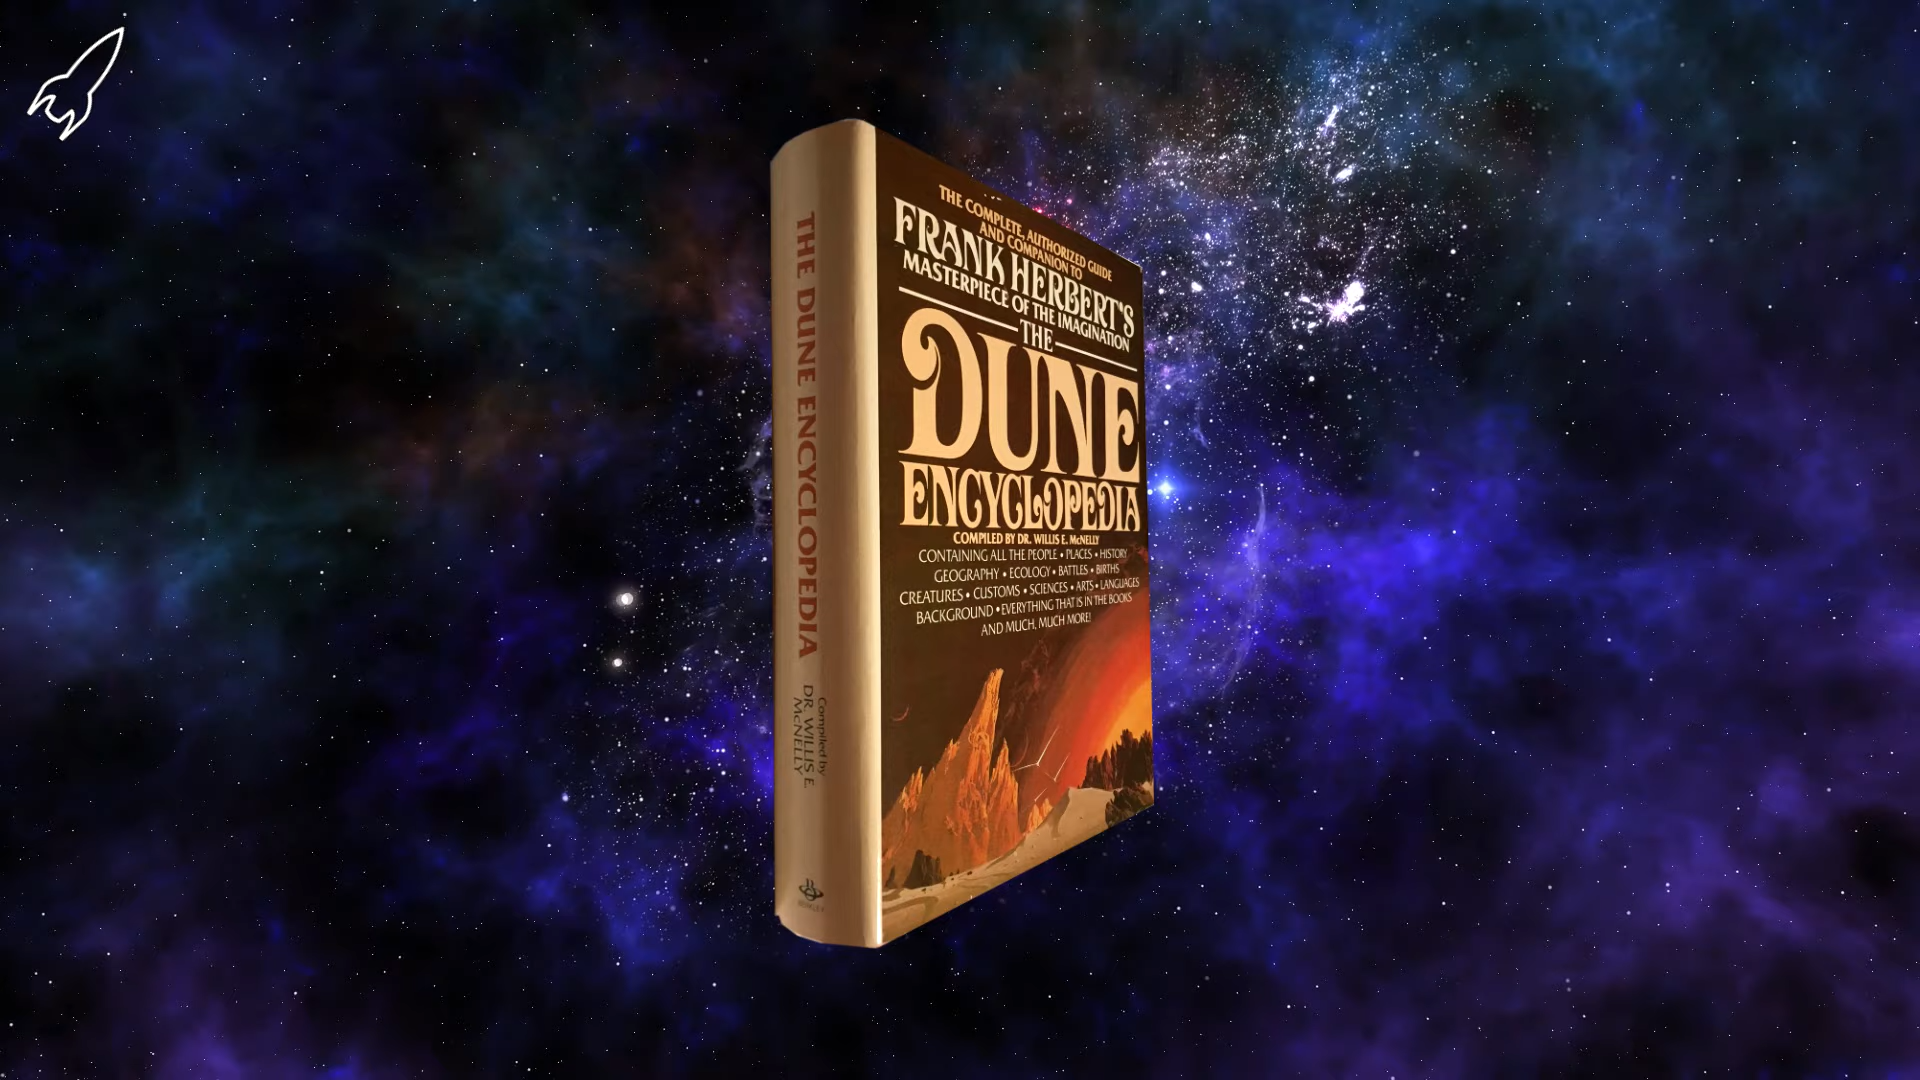 THE DUNE ENCYCLOPEDIA
Compiled by
DR. WILLIS E.
McNELLY
BERKLEY
THE COMPLETE, AUTHORIZED GUIDE
AND COMPANION TO
FRANK HERBERT'S
MASTERPIECE OF THE IMAGINATION
THE
DUNE
ENCYCLOPEDIA
COMPILED BY DR. WILLIS E. McNELLY
CONTAINING ALL THE PEOPLE • PLACES • HISTORY
GEOGRAPHY • ECOLOGY • BATTLES • BIRTHS
CREATURES • CUSTOMS • SCIENCES • ARTS • LANGUAGES
BACKGROUND • EVERYTHING THAT IS IN THE BOOKS
AND MUCH, MUCH MORE!